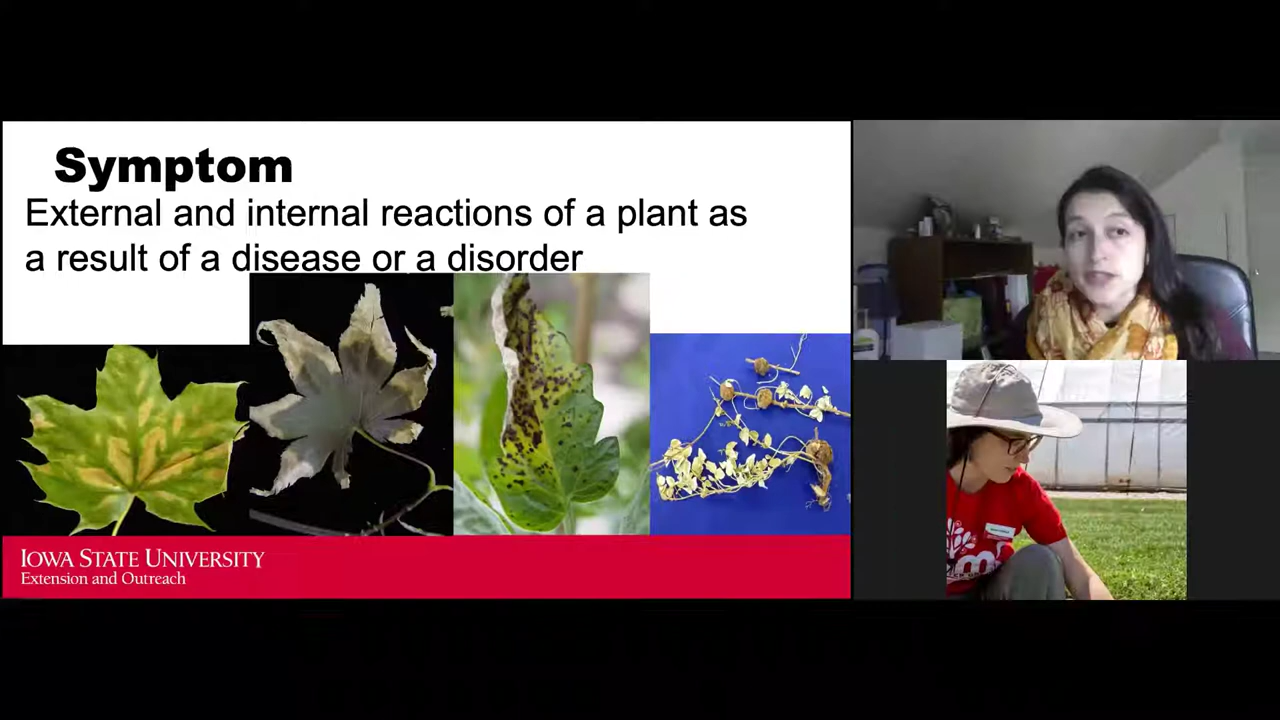 Symptom
External and internal reactions of a plant as
a result of a disease or a disorder
IOWA STATE UNIVERSITY
Extension and Outreach